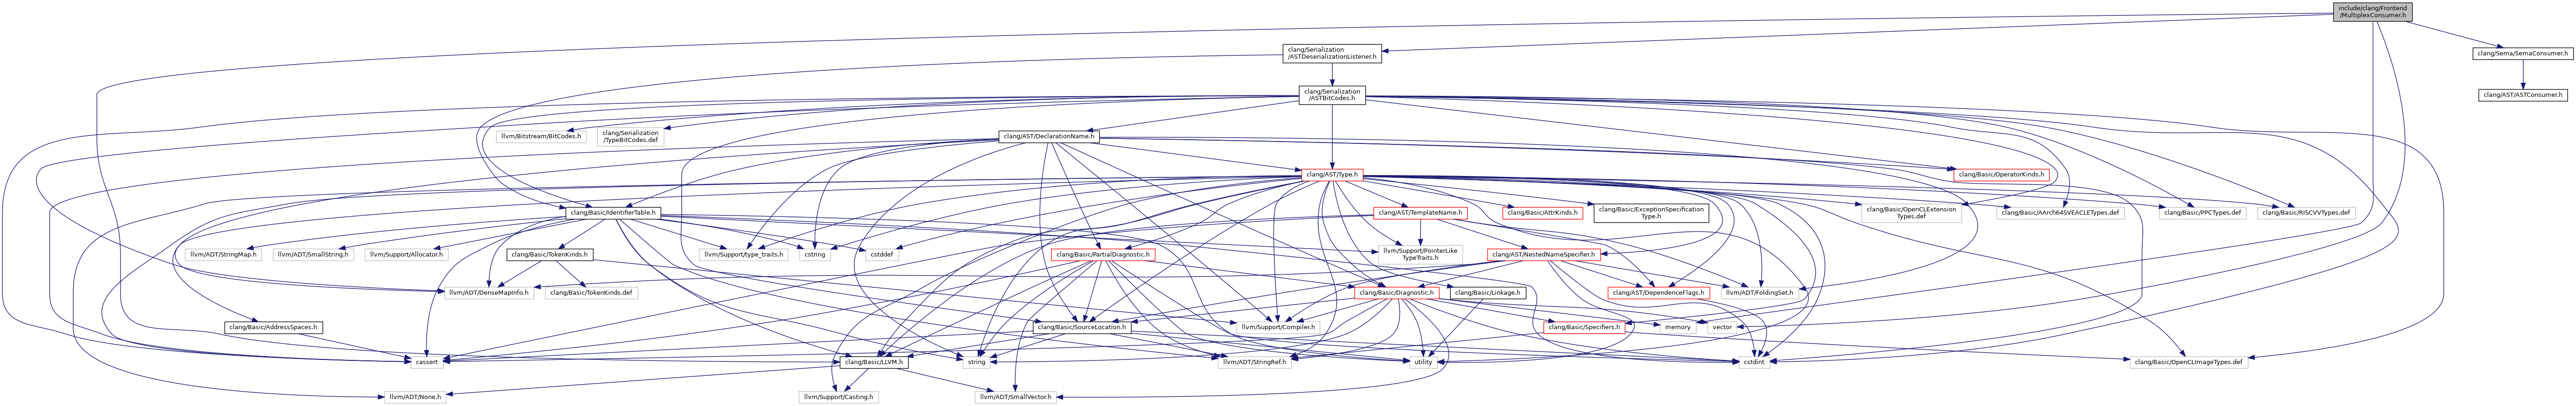 include/clang/Frontend
/MultiplexConsumer.h
clang/Serialization
/ASTDeserializationListener.h
clang/Sema/SemaConsumer.h
clang/Serialization
/ASTBitCodes.h
clang/AST/ASTConsumer.h
llvm/Bitstream/BitCodes.h
clang/Serialization
/TypeBitCodes.def
clang/AST/DeclarationName.h
clang/AST/Type.h
clang/Basic/OperatorKinds.h
clang/Basic/IdentifierTable.h
clang/AST/TemplateName.h
clang/Basic/AttrKinds.h
clang/Basic/ExceptionSpecification
Type.h
clang/Basic/OpenCLExtension
Types.def
clang/Basic/AArch64SVEACLETypes.def
clang/Basic/PPCTypes.def
clang/Basic/RISCVVTypes.def
llvm/ADT/StringMap.h
llvm/ADT/SmallString.h
llvm/Support/Allocator.h
clang/Basic/TokenKinds.h
llvm/Support/type_traits.h
cstring
cstddef
clang/Basic/PartialDiagnostic.h
llvm/Support/PointerLike
TypeTraits.h
clang/AST/NestedNameSpecifier.h
llvm/ADT/DenseMapInfo.h
clang/Basic/TokenKinds.def
clang/Basic/Diagnostic.h
clang/Basic/Linkage.h
clang/AST/DependenceFlags.h
llvm/ADT/FoldingSet.h
clang/Basic/AddressSpaces.h
clang/Basic/SourceLocation.h
llvm/Support/Compiler.h
clang/Basic/Specifiers.h
memory
vector
cassert
clang/Basic/LLVM.h
string
llvm/ADT/StringRef.h
utility
cstdint
clang/Basic/OpenCLImageTypes.def
llvm/ADT/None.h
llvm/Support/Casting.h
llvm/ADT/SmallVector.h